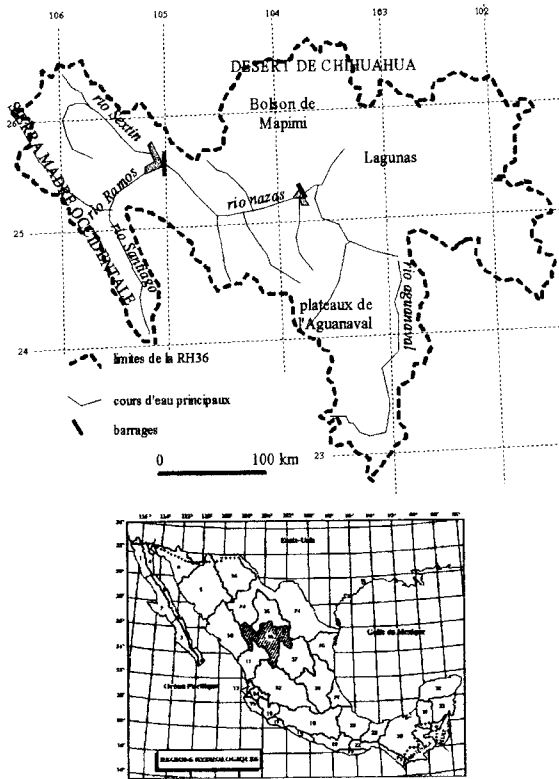 106
105
104
103
102
DESERT DE CHIHUAHUA
Bolson de
Mapimi
26
rio Sextin
Lagunas
SIERRA MADRE OCCIDENTALE
rio Ramos
rio nazas
25
rio Santiago
rio aguanaval
plateaux de
l'Aguanaval
24
limites de la RH36
cours d'eau principaux
barrages
0 100 km
23
Etats-Unis
Golfe du Mexique
Océan Pacifique
REGIONS HYDROLOGIQUES